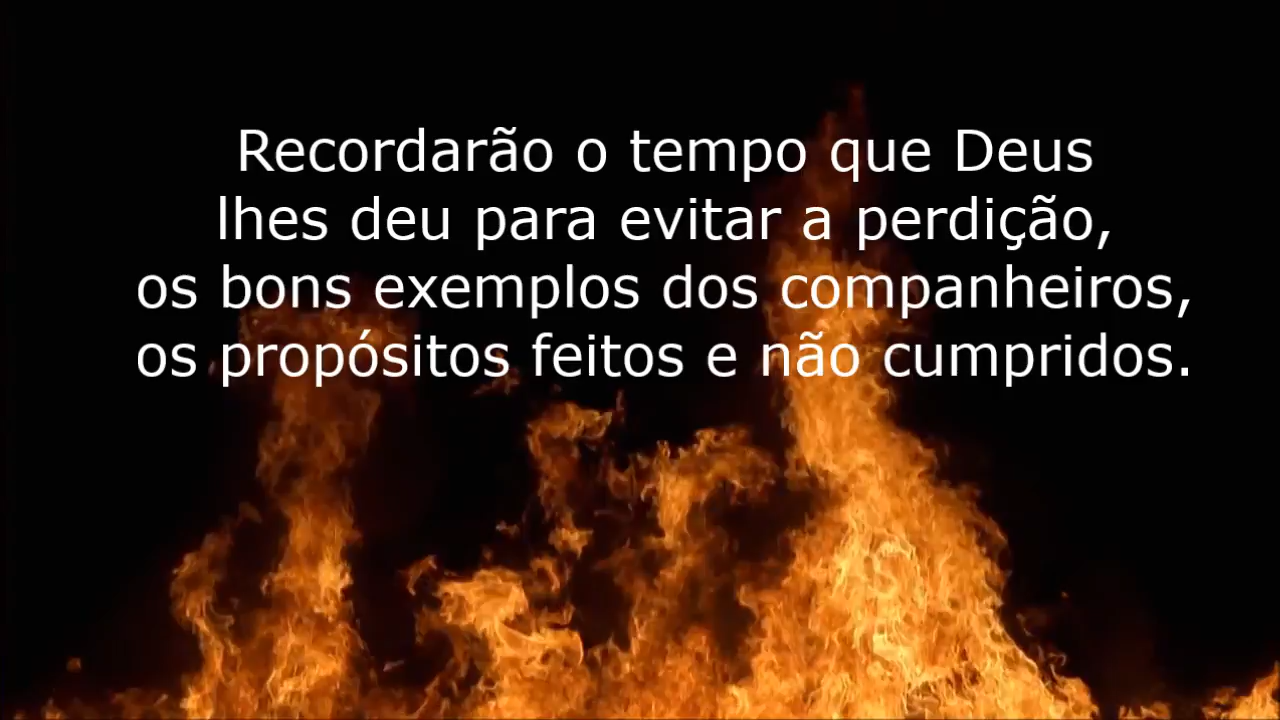 Recordarão o tempo que Deus
lhes deu para evitar a perdição,
os bons exemplos dos companheiros,
os propósitos feitos e não cumpridos.